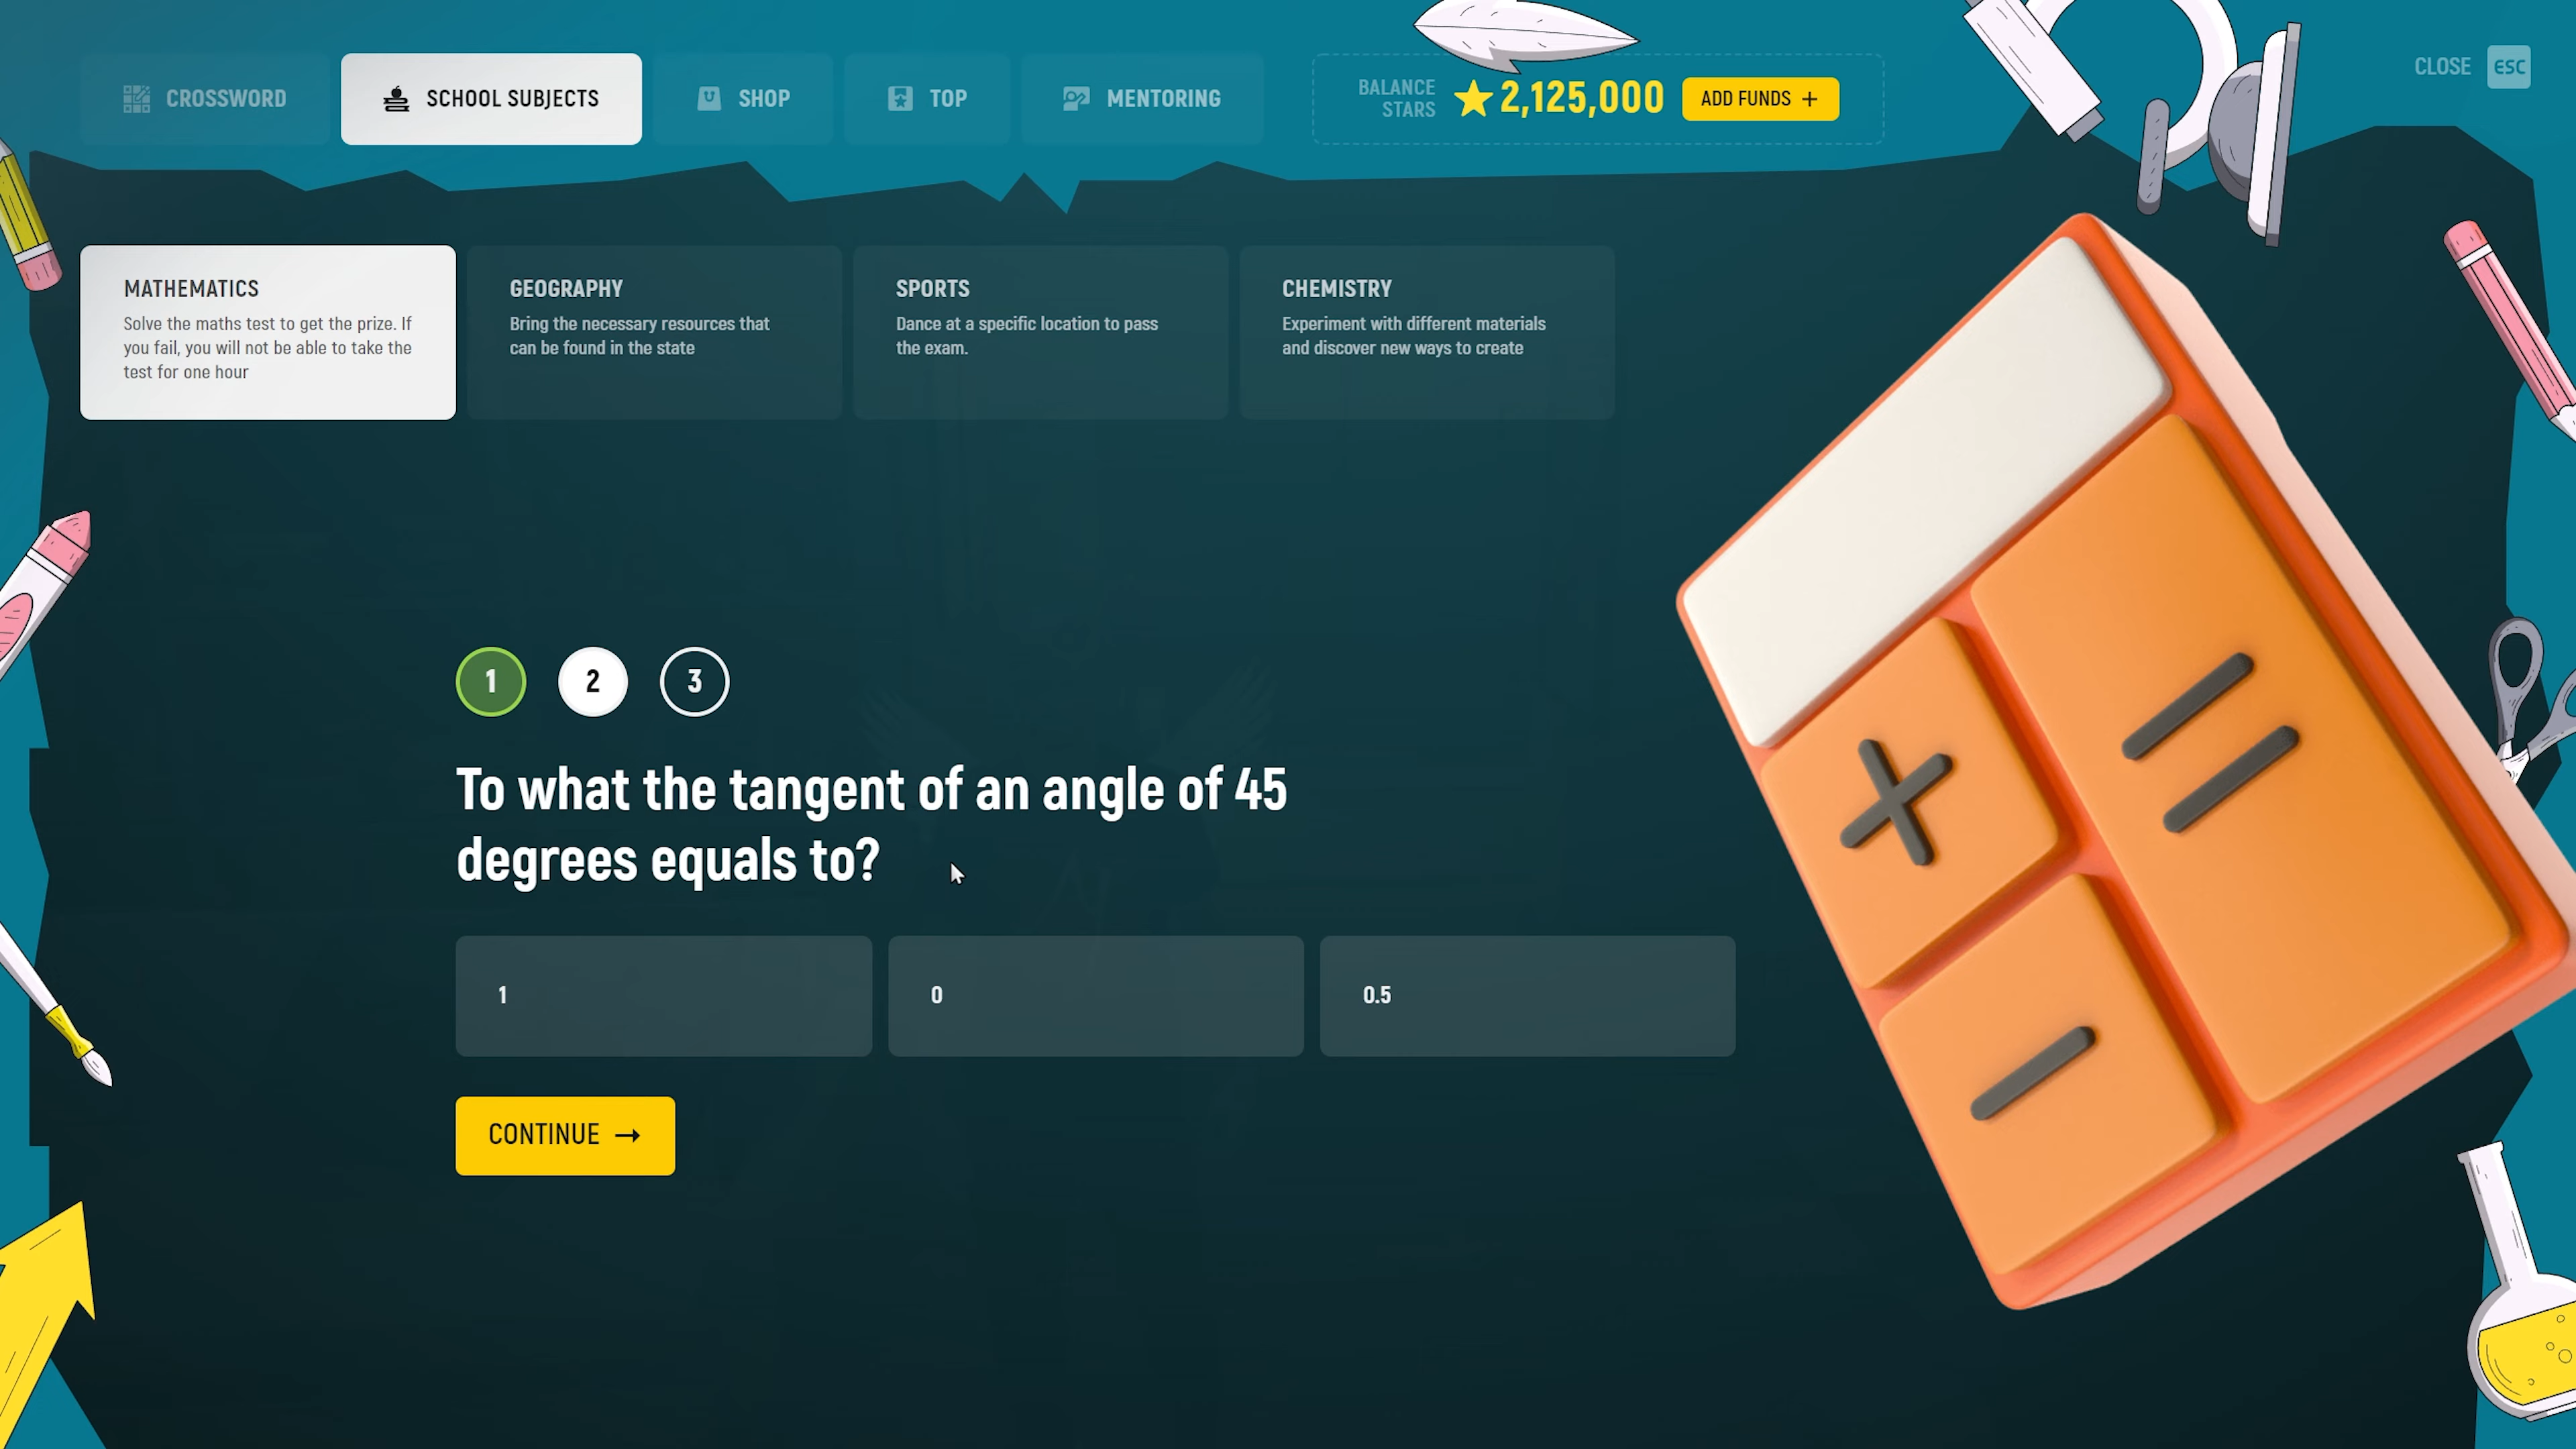 CROSSWORD
SCHOOL SUBJECTS
SHOP
TOP
MENTORING
BALANCE
STARS
2,125,000
ADD FUNDS +
CLOSE ESC
MATHEMATICS
Solve the maths test to get the prize. If
you fail, you will not be able to take the
test for one hour
GEOGRAPHY
Bring the necessary resources that
can be found in the state
SPORTS
Dance at a specific location to pass
the exam.
CHEMISTRY
Experiment with different materials
and discover new ways to create
1 2 3
To what the tangent of an angle of 45
degrees equals to?
1
0
0.5
CONTINUE →